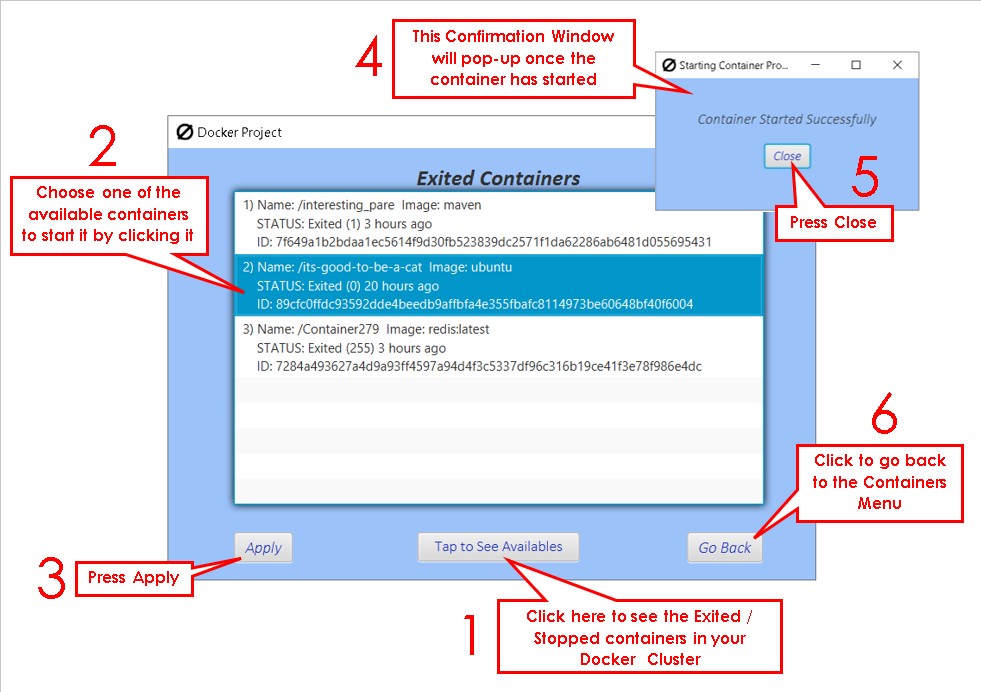 4
This Confirmation Window
will pop-up once the
container has started
Starting Container Pro...
Container Started Successfully
Close
5
Press Close
2
Choose one of the
available containers
to start it by clicking it
Docker Project
Exited Containers
1) Name: /interesting_pare Image: maven
STATUS: Exited (1) 3 hours ago
ID: 7f649a1b2bdaa1ec5614f9d30fb523839dc2571f1da62286ab6481d055695431
2) Name: /its-good-to-be-a-cat Image: ubuntu
STATUS: Exited (0) 20 hours ago
ID: 89cfc0ffdc93592dde4beedb9affbfa4e355fbafc8114973be60648bf40f6004
3) Name: /Container279 Image: redis:latest
STATUS: Exited (255) 3 hours ago
ID: 7284a493627a4d9a93ff4597a94d4f3c5337df96c316b19ce41f3e78f986e4dc
6
Click to go back
to the Containers
Menu
Apply
Tap to See Availables
Go Back
3
Press Apply
1
Click here to see the Exited /
Stopped containers in your
Docker Cluster